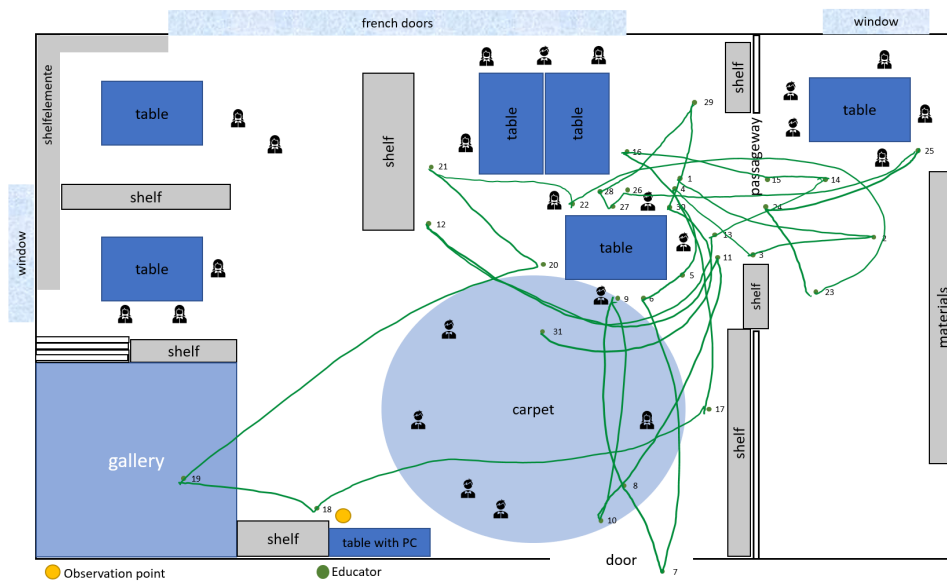 french doors
window
shelfelemente
table
shelf
table
table
shelf
passageway
table
29
16
1
4
15
14
25
21
28
26
27
22
30
24
12
shelf
window
table
table
13
11
3
2
20
5
23
9
6
shelf
materials
31
shelf
carpet
17
shelf
gallery
19
18
8
10
shelf
table with PC
door
7
Observation point
Educator